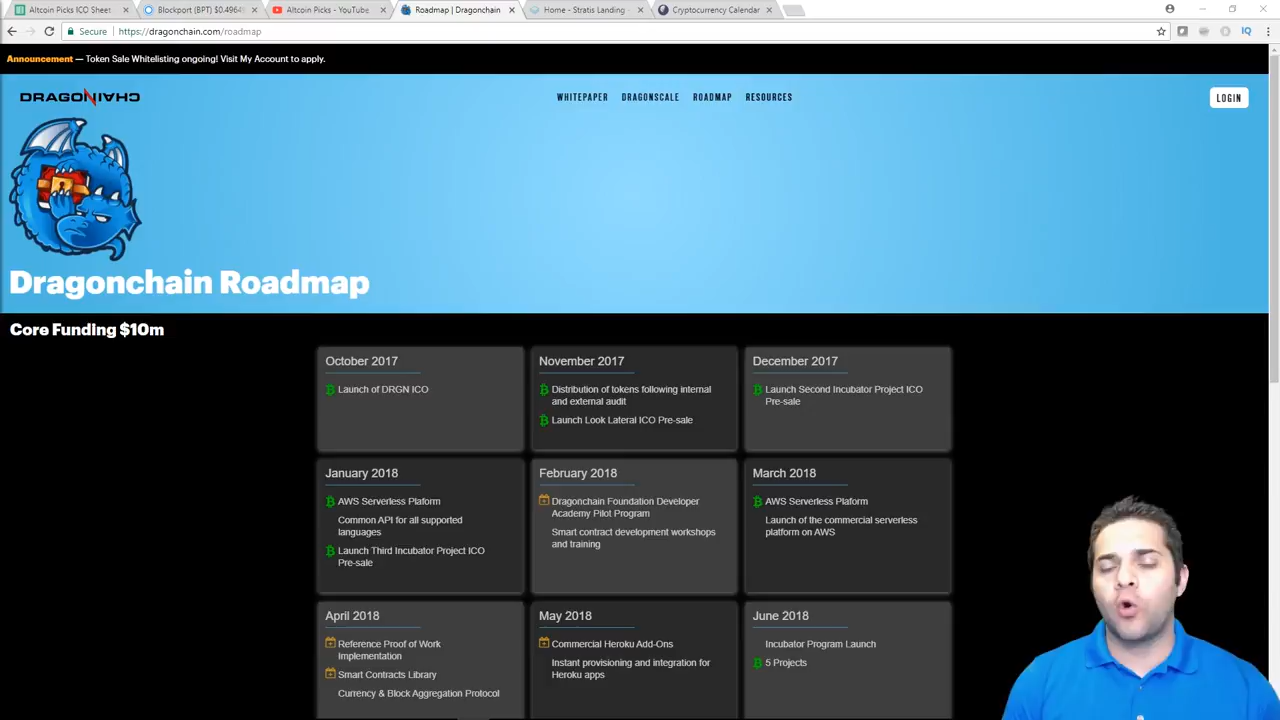 Altcoin Picks ICO Sheet
Blockport (BPT) $0.4964
Altcoin Picks - YouTube
Roadmap | Dragonchain
Home - Stratis Landing
Cryptocurrency Calendar
Secure
https://dragonchain.com/roadmap
Announcement — Token Sale Whitelisting ongoing! Visit My Account to apply.
DRAGONCHAIN
WHITEPAPER
DRAGONSCALE
ROADMAP
RESOURCES
LOGIN
Dragonchain Roadmap
Core Funding $10m
October 2017
Launch of DRGN ICO
November 2017
Distribution of tokens following internal
and external audit
Launch Look Lateral ICO Pre-sale
December 2017
Launch Second Incubator Project ICO
Pre-sale
January 2018
AWS Serverless Plaform
Common API for all supported
languages
Launch Third Incubator Project ICO
Pre-sale
February 2018
Dragonchain Foundation Developer
Academy Pilot Program
Smart contract development workshops
and training
March 2018
AWS Serverless Plaform
Launch of the commercial serverless
platform on AWS
April 2018
Reference Proof of Work
Implementation
Smart Contracts Library
Currency & Block Aggregation Protocol
May 2018
Commercial Heroku Add-Ons
Instant provisioning and integration for
Heroku apps
June 2018
Incubator Program Launch
5 Projects